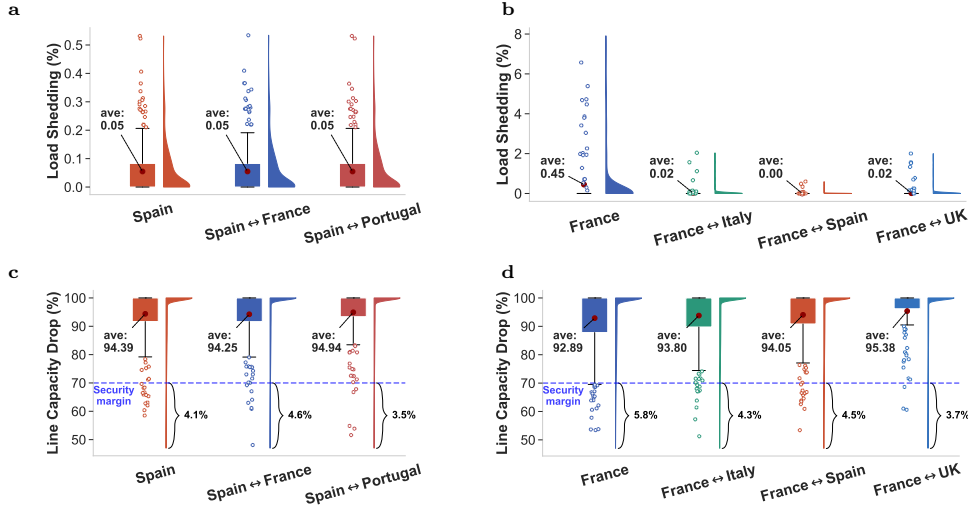 a
Load Shedding (%)
0.5
0.4
0.3
0.2
0.1
0.0
ave:
0.05
ave:
0.05
ave:
0.05
Spain
Spain ↔ France
Spain ↔ Portugal
b
Load Shedding (%)
8
6
4
2
0
ave:
0.45
ave:
0.02
ave:
0.00
ave:
0.02
France
France ↔ Italy
France ↔ Spain
France ↔ UK
c
Line Capacity Drop (%)
100
90
80
70
60
50
ave:
94.39
ave:
94.25
ave:
94.94
Security
margin
4.1%
4.6%
3.5%
Spain
Spain ↔ France
Spain ↔ Portugal
d
Line Capacity Drop (%)
100
90
80
70
60
50
ave:
92.89
ave:
93.80
ave:
94.05
ave:
95.38
Security
margin
5.8%
4.3%
4.5%
3.7%
France
France ↔ Italy
France ↔ Spain
France ↔ UK